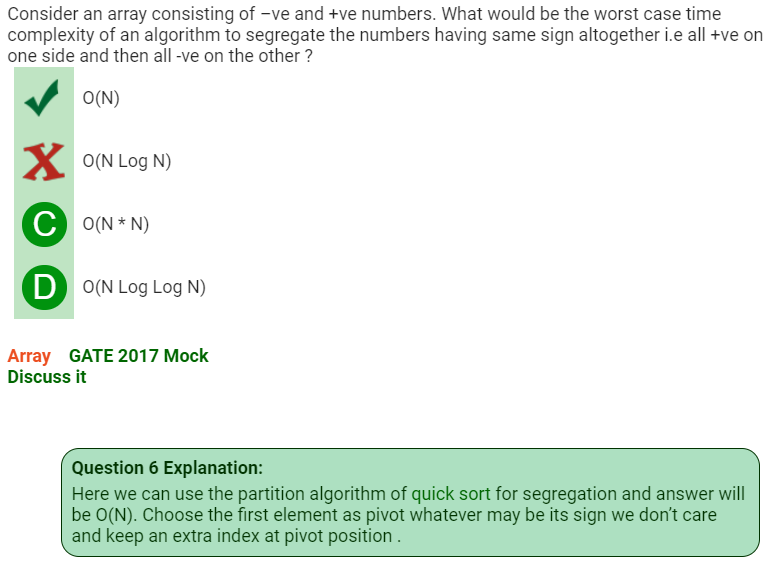 Consider an array consisting of –ve and +ve numbers. What would be the worst case time
complexity of an algorithm to segregate the numbers having same sign altogether i.e all +ve on
one side and then all -ve on the other ?
O(N)
X O(N Log N)
C O(N * N)
D O(N Log Log N)
Array GATE 2017 Mock
Discuss it
Question 6 Explanation:
Here we can use the partition algorithm of quick sort for segregation and answer will
be O(N). Choose the first element as pivot whatever may be its sign we don’t care
and keep an extra index at pivot position .